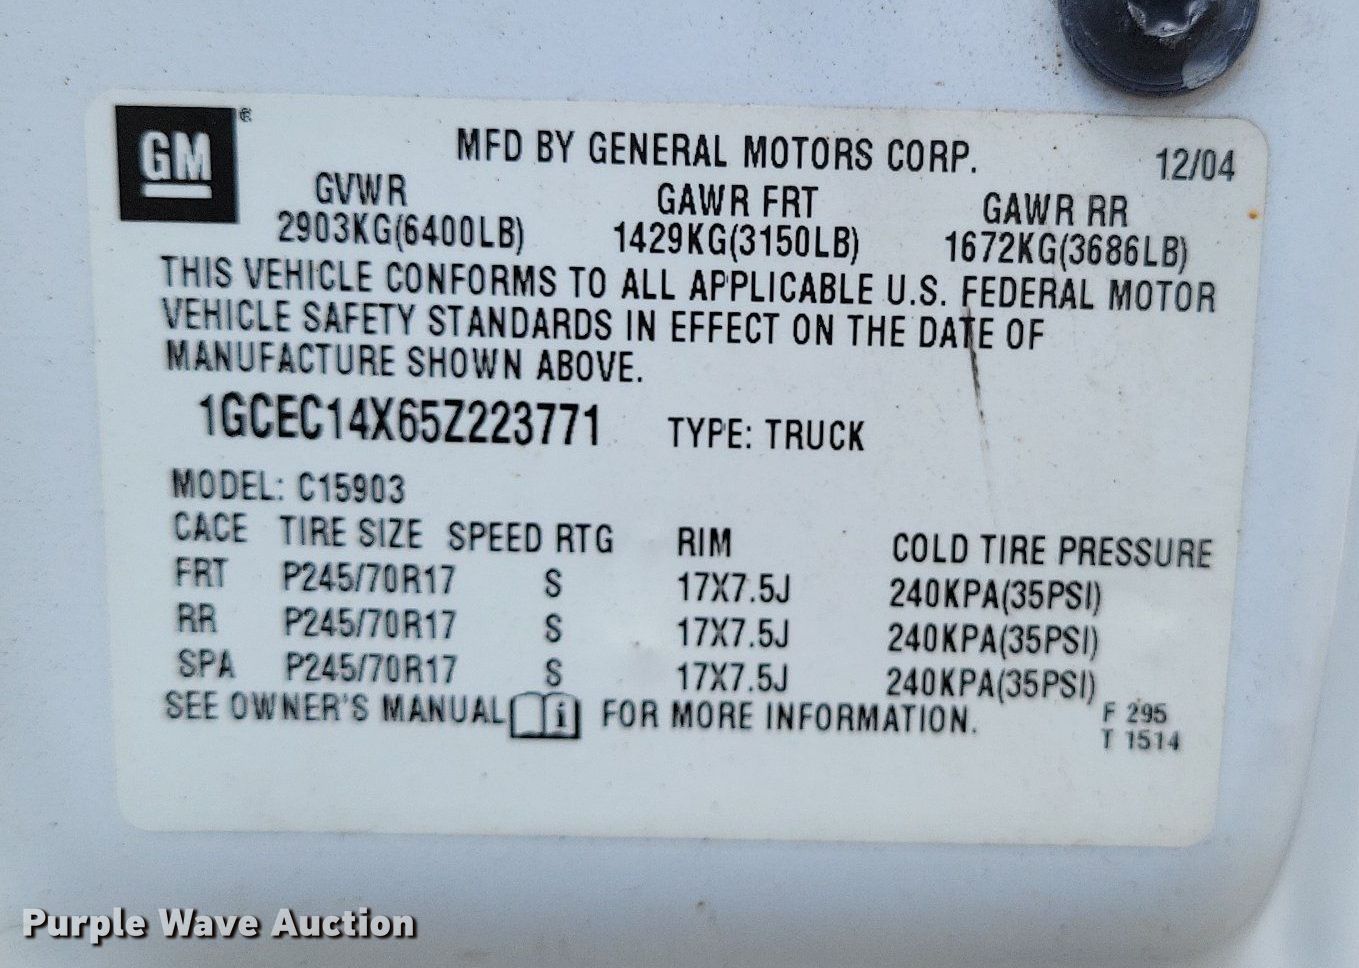 GM ®
MFD BY GENERAL MOTORS CORP. 12/04
GVWR GAWR FRT GAWR RR
2903KG(6400LB) 1429KG(3150LB) 1672KG(3686LB)
THIS VEHICLE CONFORMS TO ALL APPLICABLE U.S. FEDERAL MOTOR
VEHICLE SAFETY STANDARDS IN EFFECT ON THE DATE OF
MANUFACTURE SHOWN ABOVE.
1GCEC14X65Z223771 TYPE: TRUCK
MODEL: C15903
CACE TIRE SIZE SPEED RTG RIM COLD TIRE PRESSURE
FRT P245/70R17 S 17X7.5J 240KPA(35PSI)
RR P245/70R17 S 17X7.5J 240KPA(35PSI)
SPA P245/70R17 S 17X7.5J 240KPA(35PSI)
SEE OWNER'S MANUAL i FOR MORE INFORMATION.
F 295
T 1514
Purple Wave Auction